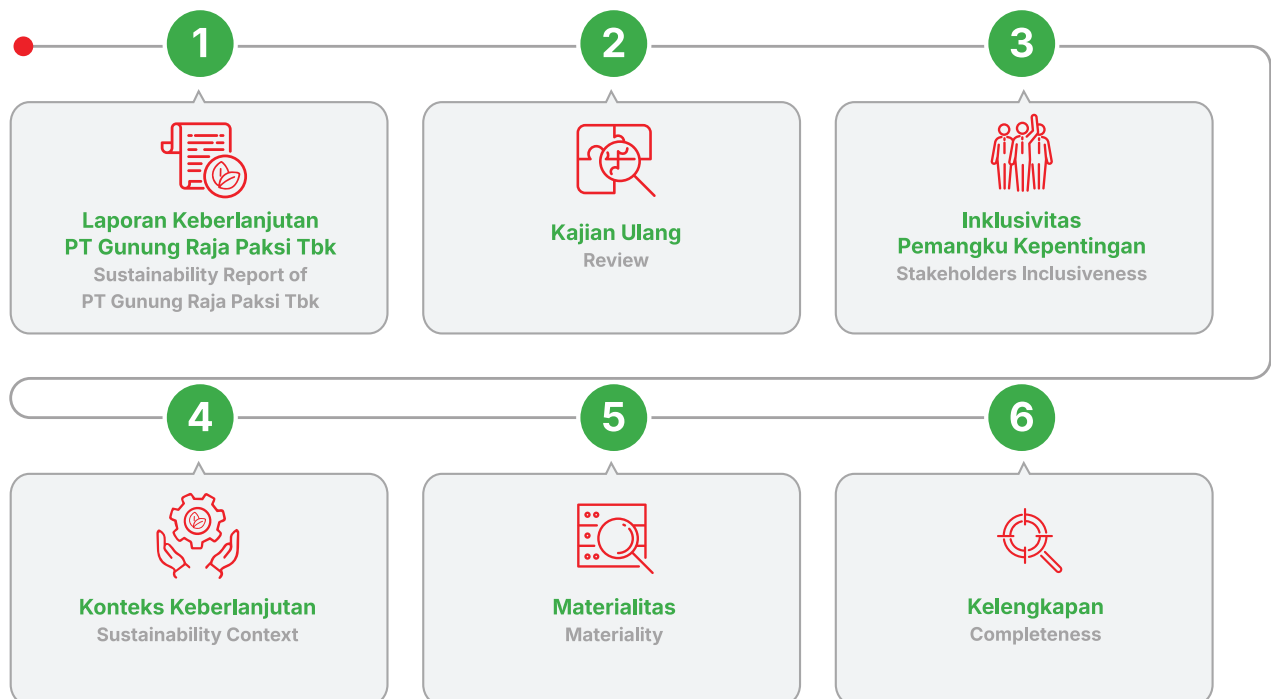 1
Laporan Keberlanjutan
PT Gunung Raja Paksi Tbk
Sustainability Report of
PT Gunung Raja Paksi Tbk
2
Kajian Ulang
Review
3
Inklusivitas
Pemangku Kepentingan
Stakeholders Inclusiveness
4
Konteks Keberlanjutan
Sustainability Context
5
Materialitas
Materiality
6
Kelengkapan
Completeness